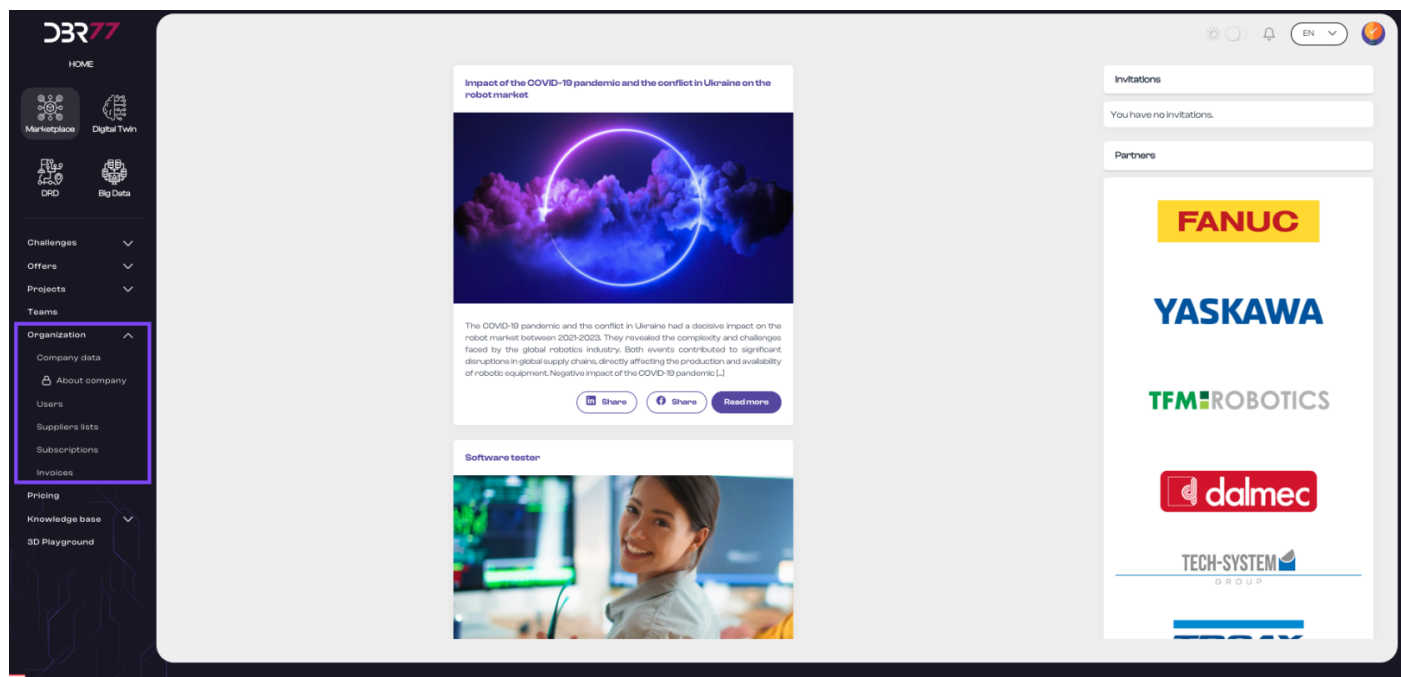 DBR77
HOME
Marketplace
Digital Twin
DRD
Big Data
Challenges
Offers
Projects
Teams
Organization
Company data
About company
Users
Suppliers lists
Subscriptions
Invoices
Pricing
Knowledge base
3D Playground
EN
Impact of the COVID-19 pandemic and the conflict in Ukraine on the
robot market
The COVID-19 pandemic and the conflict in Ukraine had a decisive impact on the
robot market between 2021-2023. They revealed the complexity and challenges
faced by the global robotics industry. Both events contributed to significant
disruptions in global supply chains, directly affecting the production and availability
of robotic equipment. Negative impact of the COVID-19 pandemic [...]
Share
Share
Read more
Software tester
Invitations
You have no invitations.
Partners
FANUC
YASKAWA
TFM ROBOTICS
dalmec
TECH-SYSTEM
GROUP